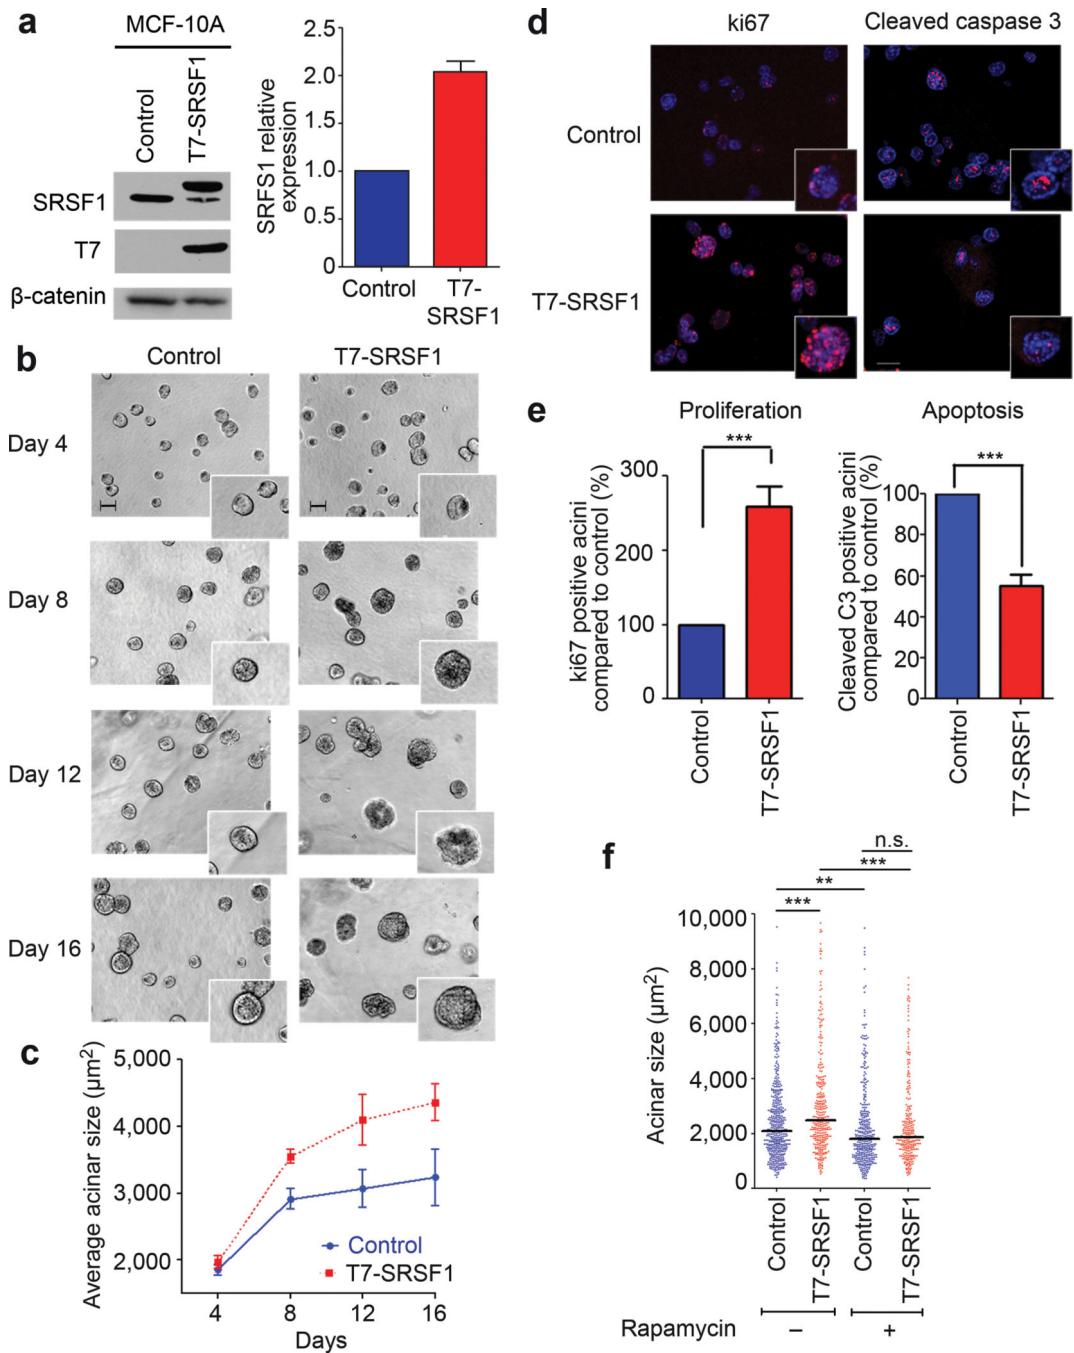 a
MCF-10A
Control
T7-SRSF1
SRSF1
T7
β-catenin
SRFS1 relative
expression
2.5
2.0
1.5
1.0
0.5
0
Control
T7-
SRSF1
b
Control
T7-SRSF1
Day 4
Day 8
Day 12
Day 16
c
Average acinar size (μm²)
5,000
4,000
3,000
2,000
Control
T7-SRSF1
4
8
12
16
Days
d
ki67
Cleaved caspase 3
Control
T7-SRSF1
e
Proliferation
***
ki67 positive acini
compared to control (%)
300
200
100
0
Control
T7-SRSF1
Apoptosis
***
Cleaved C3 positive acini
compared to control (%)
100
80
60
40
20
0
Control
T7-SRSF1
f
n.s.
***
**
***
Acinar size (μm²)
10,000
8,000
6,000
4,000
2,000
0
Control
T7-SRSF1
Control
T7-SRSF1
Rapamycin
–
+